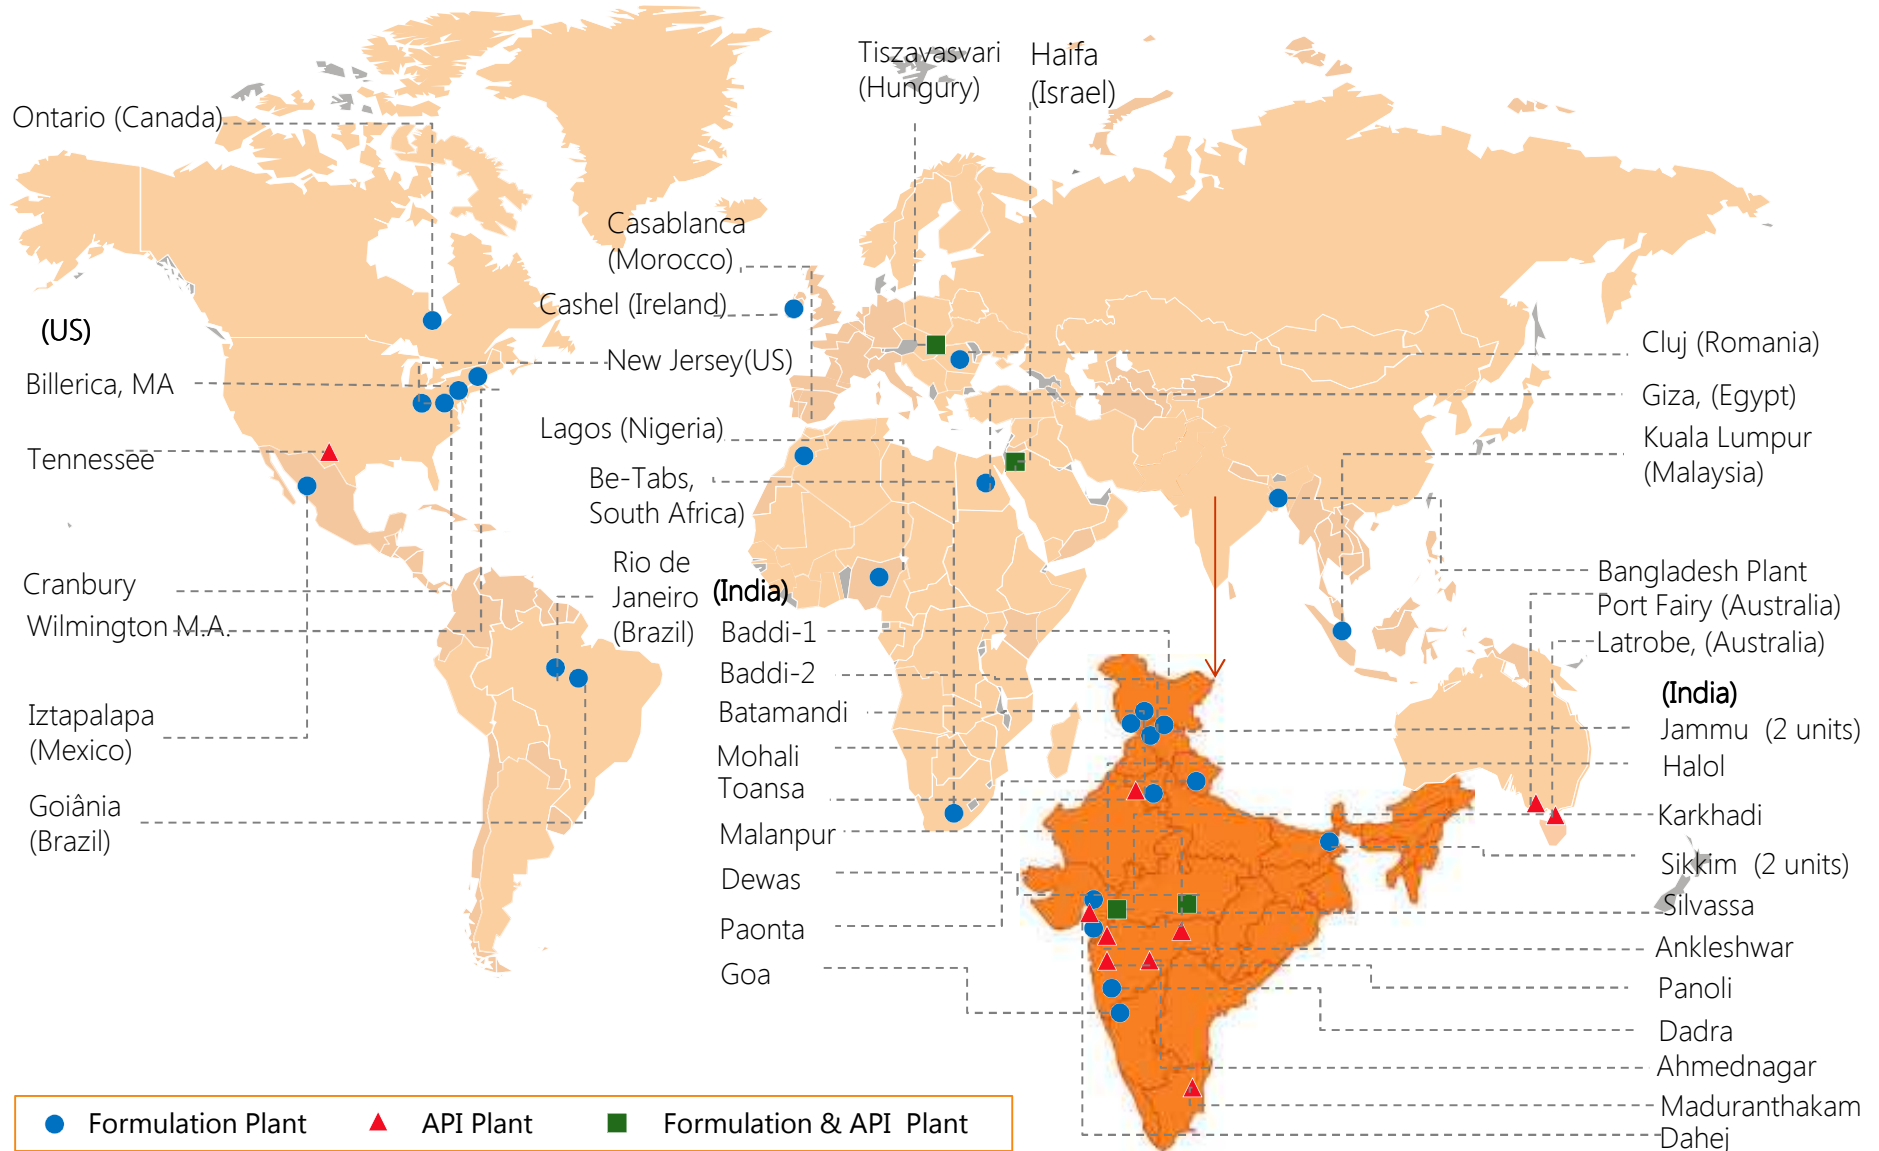 Tiszavasvari
(Hungury)
Haifa
(Israel)
Ontario (Canada)
Casablanca
(Morocco)
Cashel (Ireland)
(US)
New Jersey(US)
Billerica, MA
Tennessee
Lagos (Nigeria)
Be-Tabs,
South Africa)
Cluj (Romania)
Giza, (Egypt)
Kuala Lumpur
(Malaysia)
Cranbury
Wilmington M.A.
Rio de
Janeiro
(Brazil)
Iztapalapa
(Mexico)
Goiânia
(Brazil)
(India)
Baddi-1
Baddi-2
Batamandi
Mohali
Toansa
Malanpur
Dewas
Paonta
Goa
Bangladesh Plant
Port Fairy (Australia)
Latrobe, (Australia)
(India)
Jammu (2 units)
Halol
Karkhadi
Sikkim (2 units)
Silvassa
Ankleshwar
Panoli
Dadra
Ahmednagar
Maduranthakam
Dahej
Formulation Plant
API Plant
Formulation & API Plant